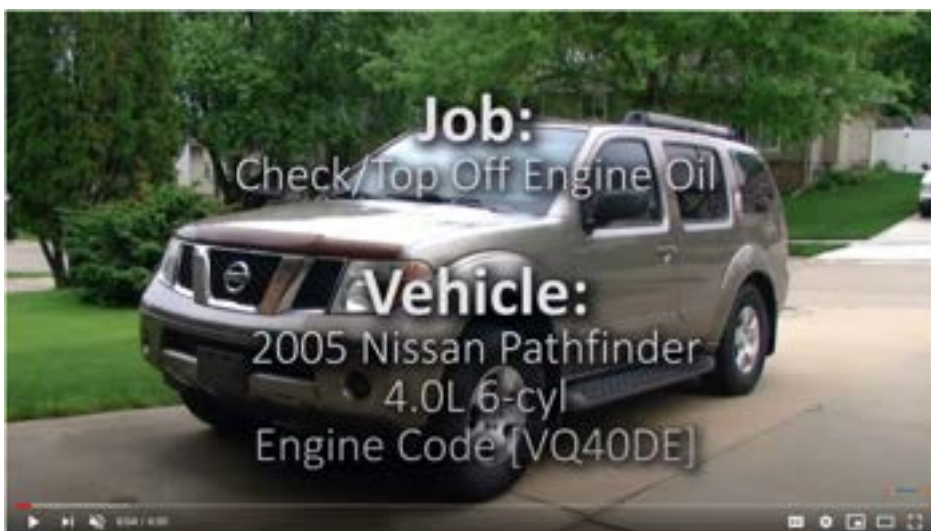 Job:
Check/Top Off Engine Oil
Vehicle:
2005 Nissan Pathfinder
4.0L 6-cyl
Engine Code [VQ40DE]